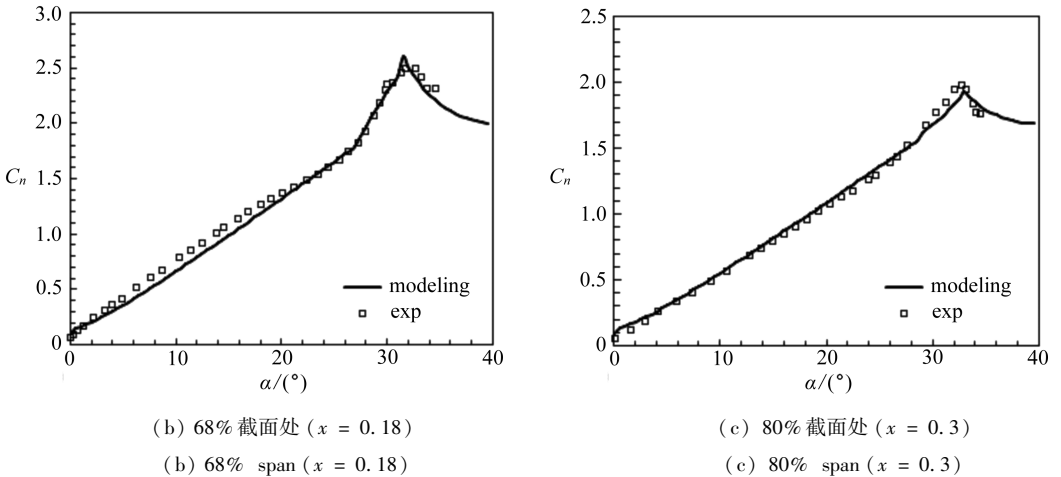 3.0
2.5
2.0
1.5
1.0
0.5
0
Cn
modeling
exp
0
10
20
30
40
α/(°)
(b) 68% 截面处 (x = 0.18)
(b) 68% span (x = 0.18)
2.5
2.0
1.5
1.0
0.5
0
Cn
modeling
exp
0
10
20
30
40
α/(°)
(c) 80% 截面处 (x = 0.3)
(c) 80% span (x = 0.3)